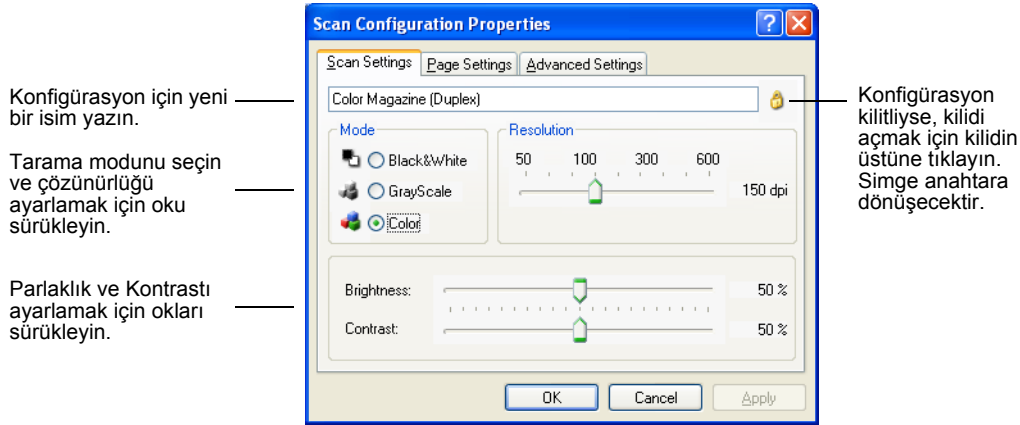 Scan Configuration Properties
Scan Settings Page Settings Advanced Settings
Konfigürasyon için yeni
bir isim yazın.
Color Magazine (Duplex)
Konfigürasyon
kilitliyse, kilidi
açmak için kilidin
üstüne tıklayın.
Simge anahtara
dönüşecektir.
Tarama modunu seçin
ve çözünürlüğü
ayarlamak için oku
sürükleyin.
Mode
Black&White
GrayScale
Color
Resolution
50 100 300 600
150 dpi
Parlaklık ve Kontrastı
ayarlamak için okları
sürükleyin.
Brightness: 50 %
Contrast: 50 %
OK Cancel Apply